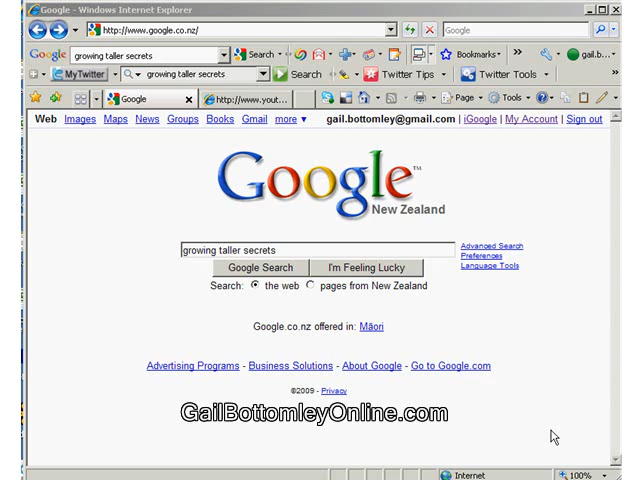 Google - Windows Internet Explorer
http://www.google.co.nz/
Google
Google growing taller secrets Search Bookmarks gail.b...
MyTwitter growing taller secrets Search Twitter Tips Twitter Tools
Google http://www.yout... Page Tools
Web Images Maps News Groups Books Gmail more gail.bottomley@gmail.com | iGoogle | My Account | Sign out
Google™
New Zealand
growing taller secrets
Advanced Search
Preferences
Language Tools
Google Search I'm Feeling Lucky
Search: the web pages from New Zealand
Google.co.nz offered in: Māori
Advertising Programs - Business Solutions - About Google - Go to Google.com
©2009 - Privacy
GailBottomleyOnline.com
Internet 100%